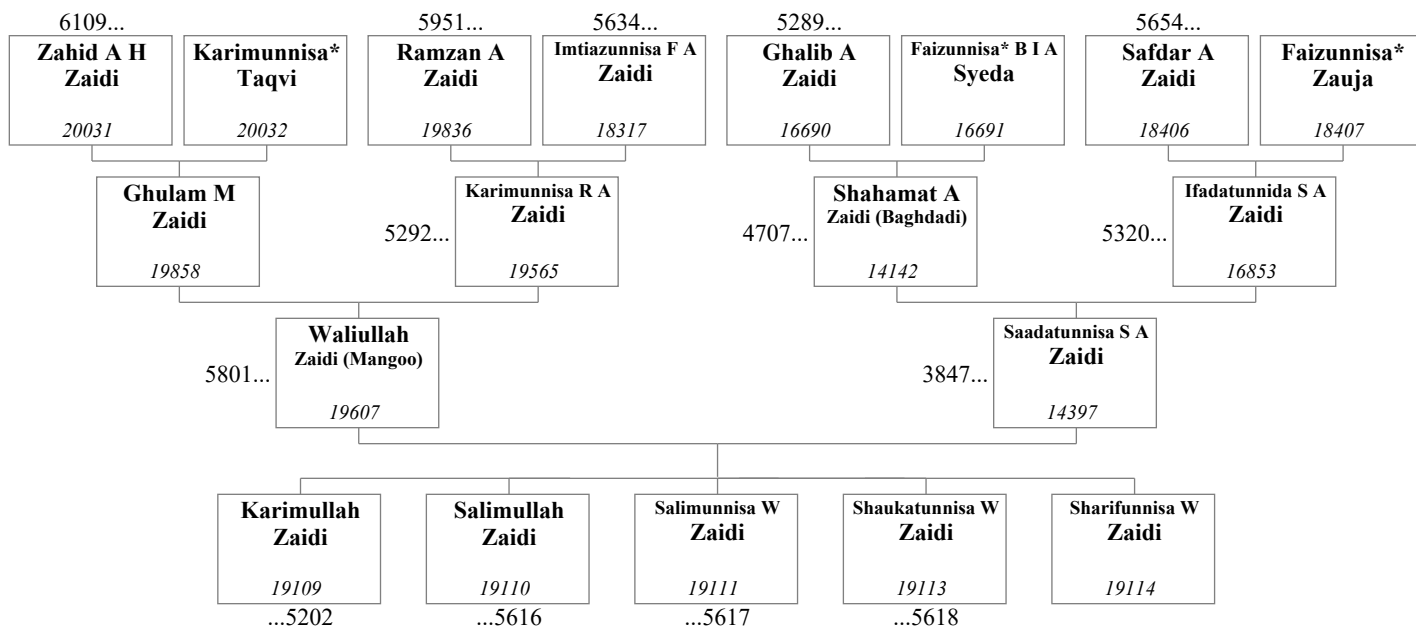 6109...
5951...
5634...
5289...
5654...
Zahid A H
Zaidi
20031
Karimunnisa*
Taqvi
20032
Ramzan A
Zaidi
19836
Imtiazunnisa F A
Zaidi
18317
Ghalib A
Zaidi
16690
Faizunnisa* B I A
Syeda
16691
Safdar A
Zaidi
18406
Faizunnisa*
Zauja
18407
Ghulam M
Zaidi
19858
5292...
Karimunnisa R A
Zaidi
19565
4707...
Shahamat A
Zaidi (Baghdadi)
14142
5320...
Ifadatunnida S A
Zaidi
16853
5801...
Waliullah
Zaidi (Mangoo)
19607
3847...
Saadatunnisa S A
Zaidi
14397
Karimullah
Zaidi
19109
...5202
Salimullah
Zaidi
19110
...5616
Salimunnisa W
Zaidi
19111
...5617
Shaukatunnisa W
Zaidi
19113
...5618
Sharifunnisa W
Zaidi
19114